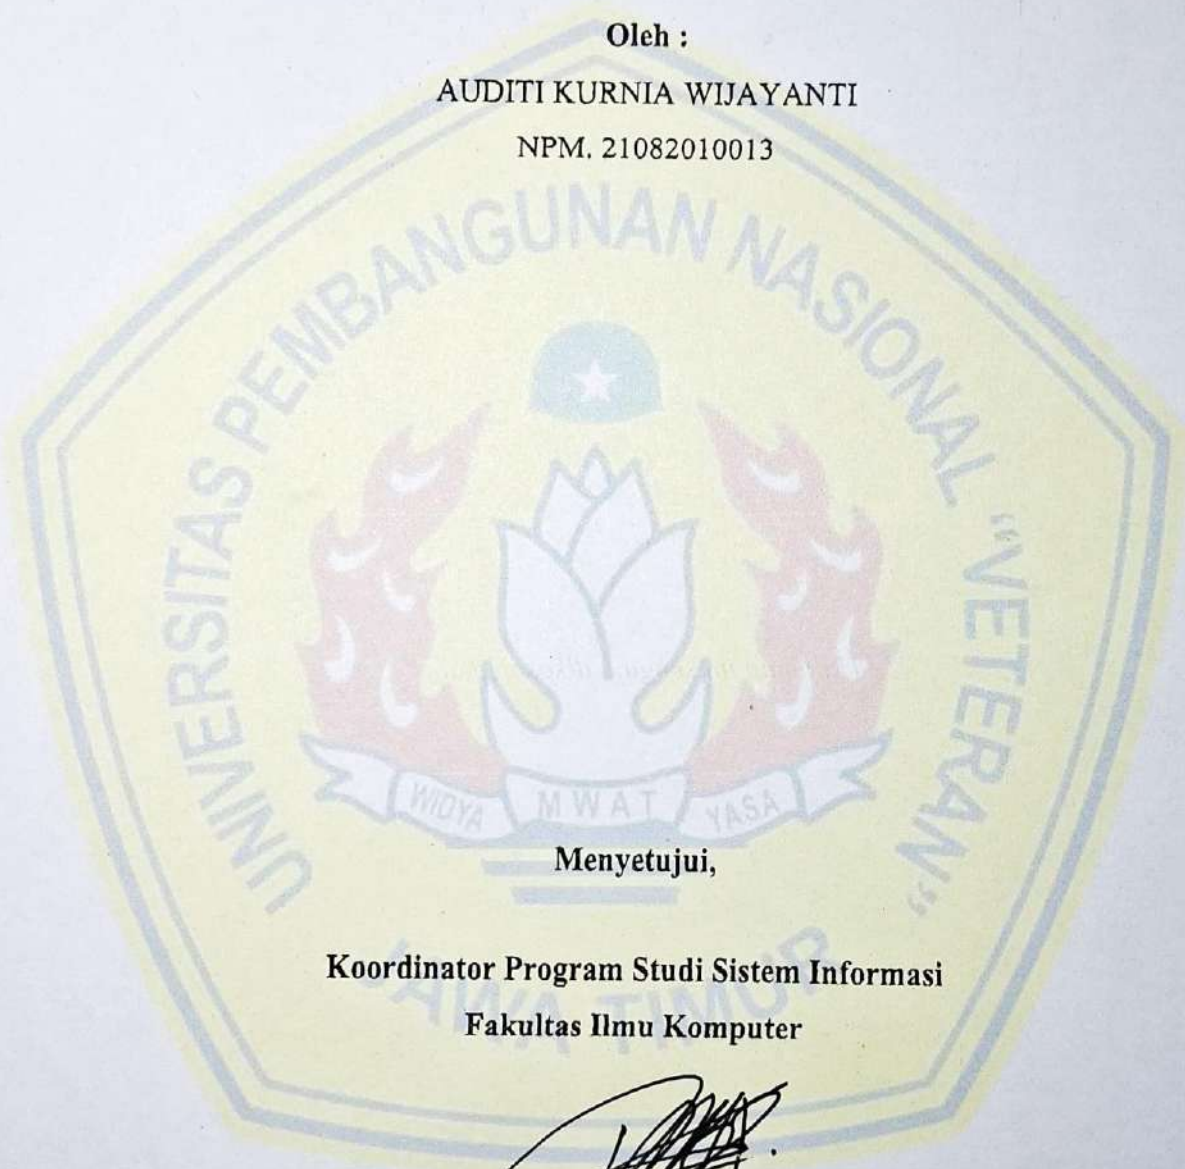 Oleh :
AUDITI KURNIA WIJAYANTI
NPM. 21082010013
UNIVERSITAS PEMBANGUNAN NASIONAL "VETERAN"
WIDYA MWAT YASA
Menyetujui,
JAWA TIMUR
Koordinator Program Studi Sistem Informasi
Fakultas Ilmu Komputer